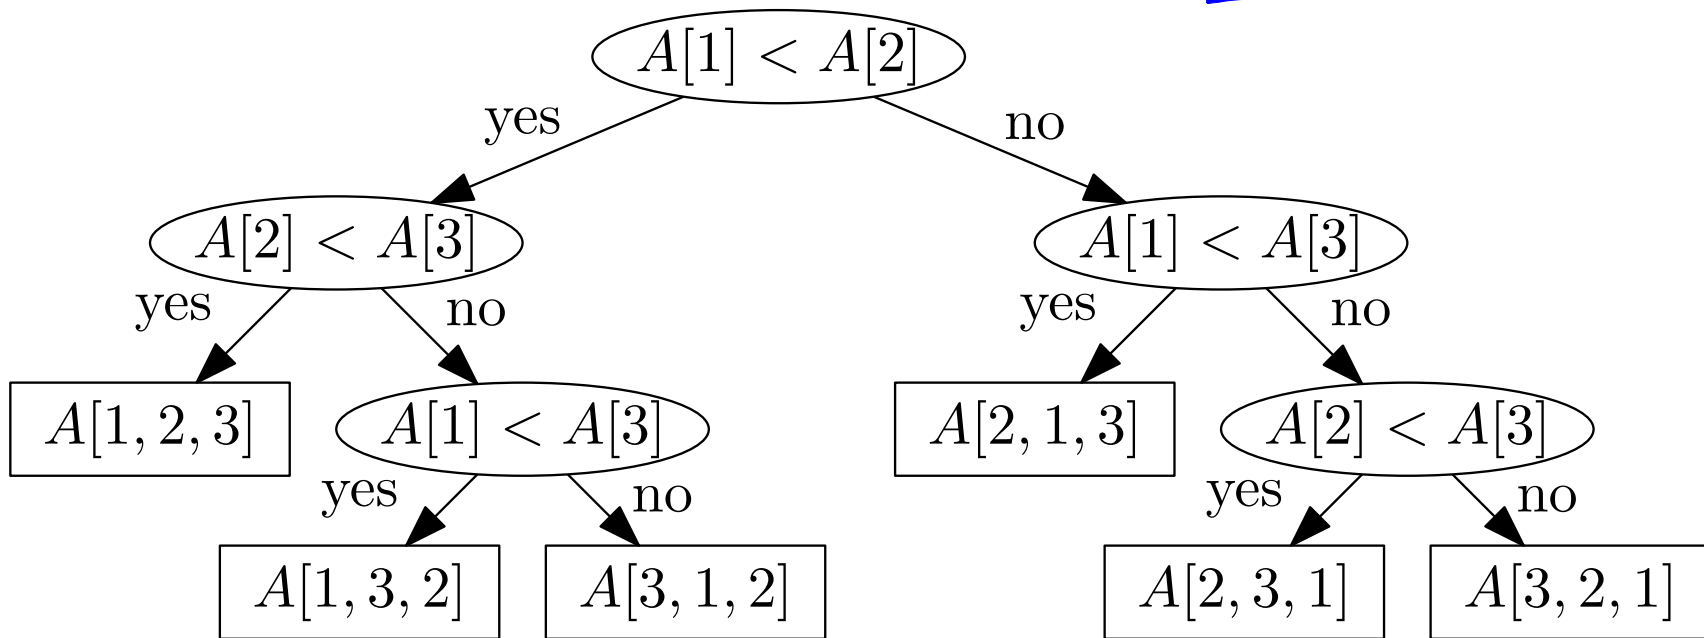 A[1] < A[2]
yes
no
A[2] < A[3]
A[1] < A[3]
yes
no
yes
no
A[1, 2, 3]
A[1] < A[3]
A[2, 1, 3]
A[2] < A[3]
yes
no
yes
no
A[1, 3, 2]
A[3, 1, 2]
A[2, 3, 1]
A[3, 2, 1]